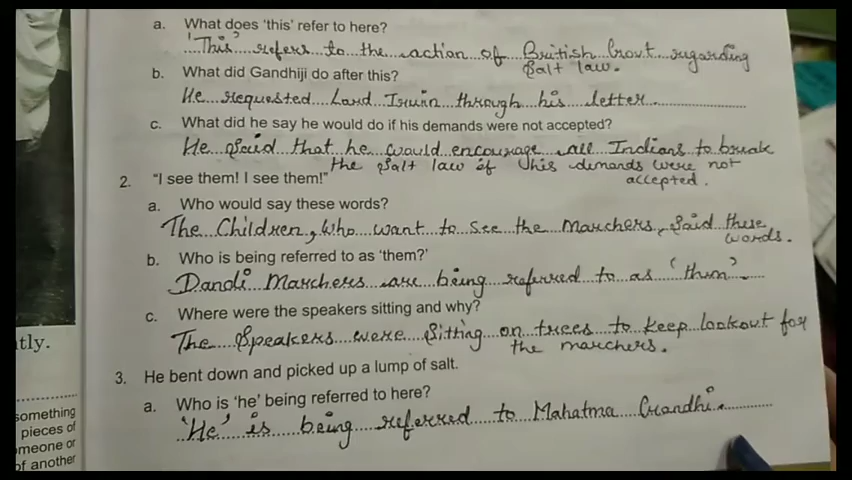 a. What does 'this' refer to here?
'This' refers to the action of British Govt regarding
salt law.
b. What did Gandhiji do after this?
He requested Lord Irwin through his letter
c. What did he say he would do if his demands were not accepted?
He said that he would encourage all Indians to break
the salt law if his demands were not
accepted.
2. "I see them! I see them!"
a. Who would say these words?
The Children, Who want to see the Marchers, said these
words.
b. Who is being referred to as 'them?'
Dandi Marchers are being referred to as 'them'
c. Where were the speakers sitting and why?
The Speakers were sitting on trees to keep lookout for
the marchers.
tly.
3. He bent down and picked up a lump of salt.
a. Who is 'he' being referred to here?
'He' is being referred to Mahatma Gandhi.
something
pieces of
omeone or
of another